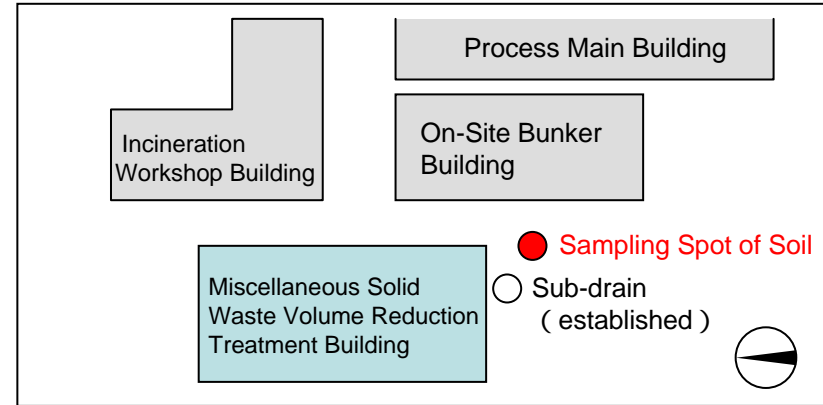 Process Main Building
Incineration
Workshop Building
On-Site Bunker
Building
Sampling Spot of Soil
Miscellaneous Solid
Waste Volume Reduction
Treatment Building
Sub-drain
（established）